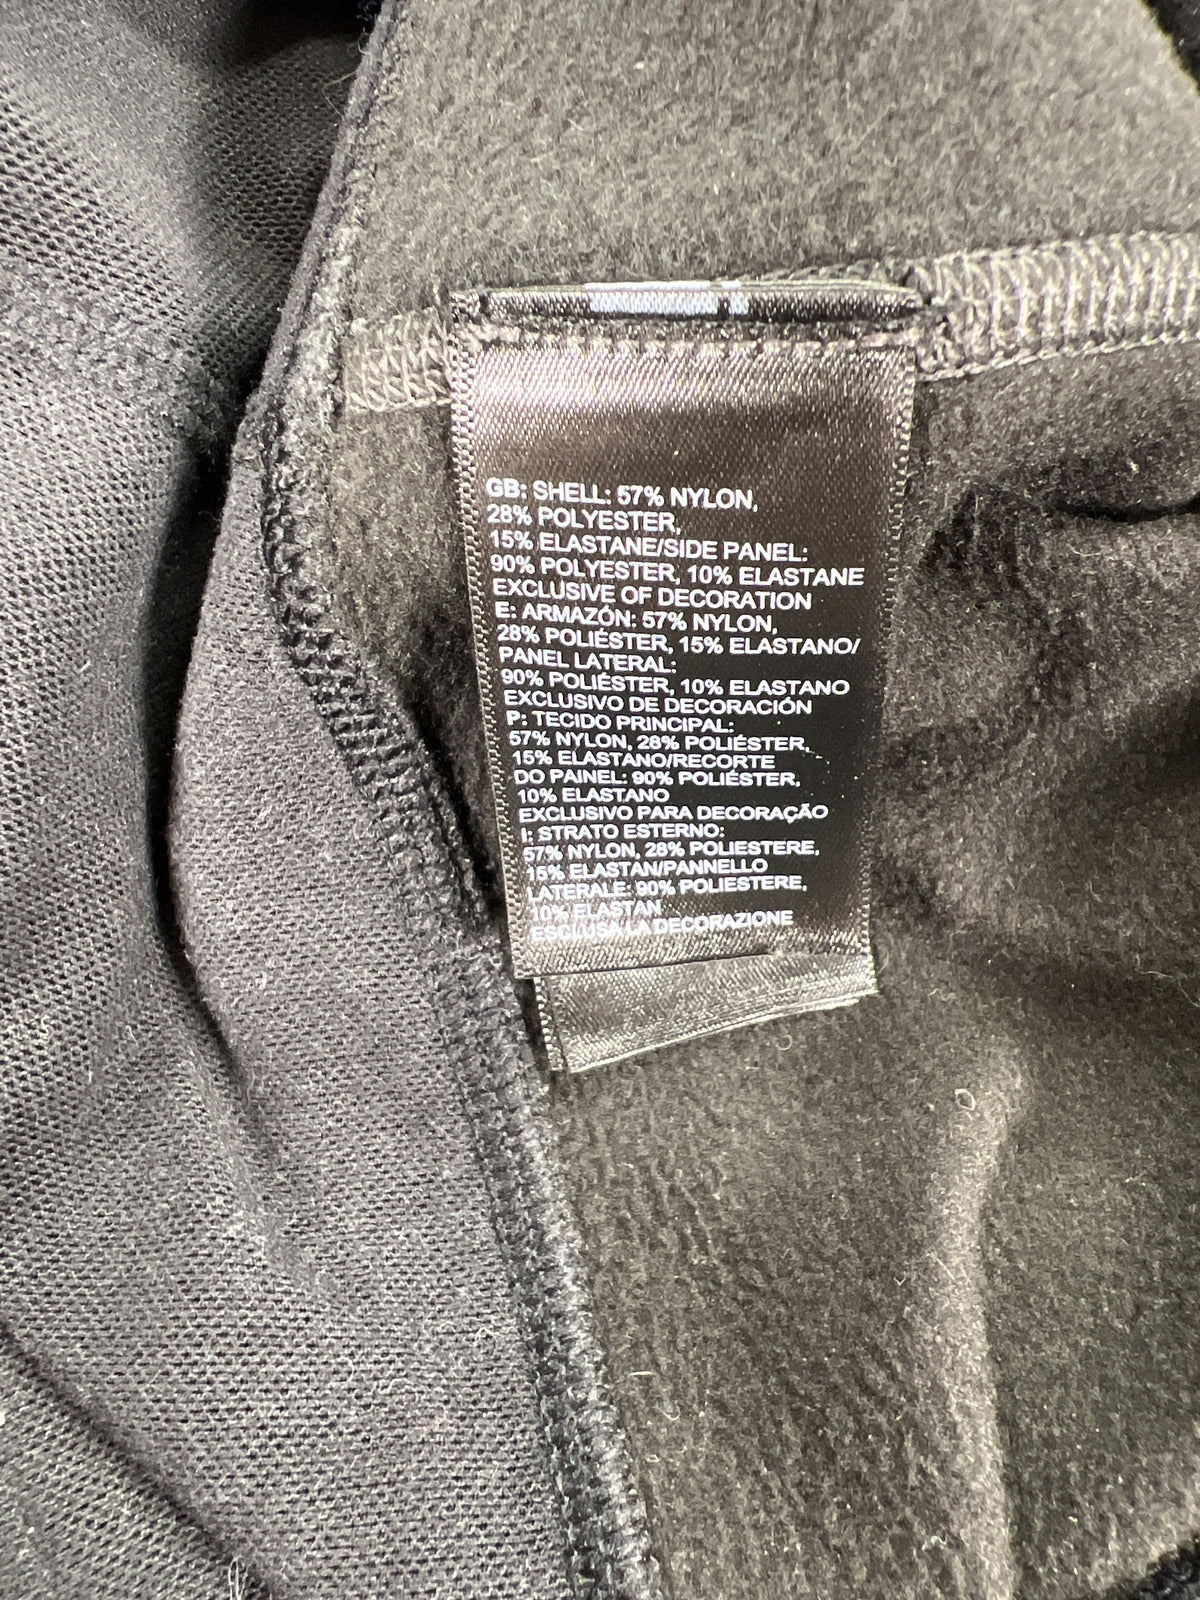 GB: SHELL: 57% NYLON,
28% POLYESTER,
15% ELASTANE/SIDE PANEL:
90% POLYESTER, 10% ELASTANE
EXCLUSIVE OF DECORATION
E: ARMAZÓN: 57% NYLON,
28% POLIÉSTER, 15% ELASTANO/
PANEL LATERAL:
90% POLIÉSTER, 10% ELASTANO
EXCLUSIVO DE DECORACIÓN
P: TECIDO PRINCIPAL:
57% NYLON, 28% POLIÉSTER,
15% ELASTANO/RECORTE
DO PAINEL: 90% POLIÉSTER,
10% ELASTANO
EXCLUSIVO PARA DECORAÇÃO
I: STRATO ESTERNO:
57% NYLON, 28% POLIESTERE,
15% ELASTAN/PANNELLO
LATERALE: 90% POLIESTERE,
10% ELASTAN
ESCLUSA LA DECORAZIONE